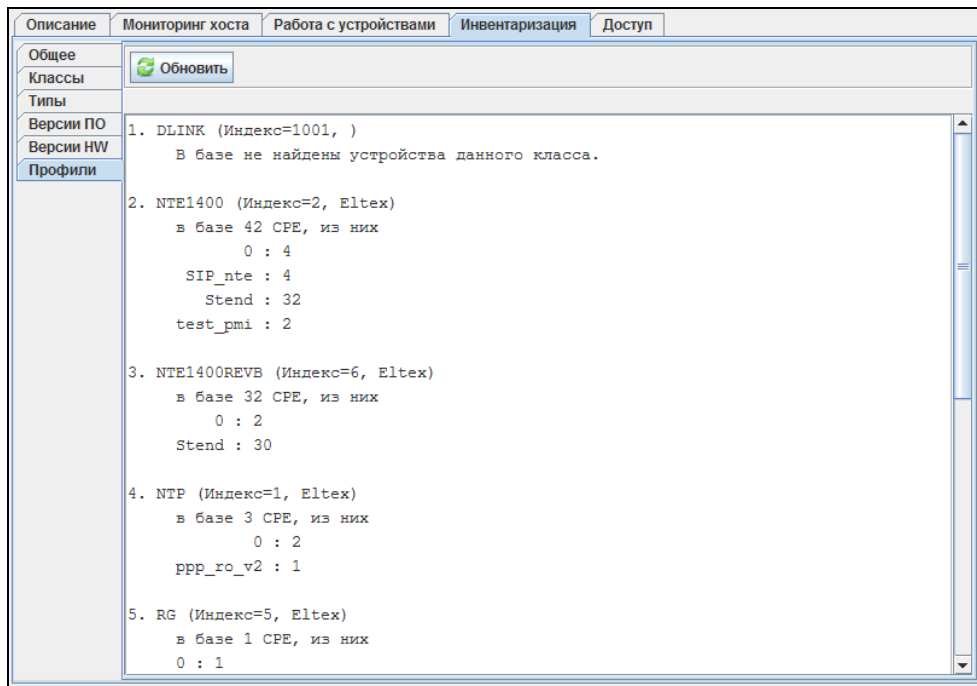 Описание Мониторинг хоста Работа с устройствами Инвентаризация Доступ
Общее
Классы
Типы
Версии ПО
Версии HW
Профили
Обновить
1. DLINK (Индекс=1001, )
В базе не найдены устройства данного класса.
2. NTE1400 (Индекс=2, Eltex)
в базе 42 CPE, из них
0 : 4
SIP_nte : 4
Stend : 32
test_pmi : 2
3. NTE1400REVB (Индекс=6, Eltex)
в базе 32 CPE, из них
0 : 2
Stend : 30
4. NTP (Индекс=1, Eltex)
в базе 3 CPE, из них
0 : 2
ppp_ro_v2 : 1
5. RG (Индекс=5, Eltex)
в базе 1 CPE, из них
0 : 1